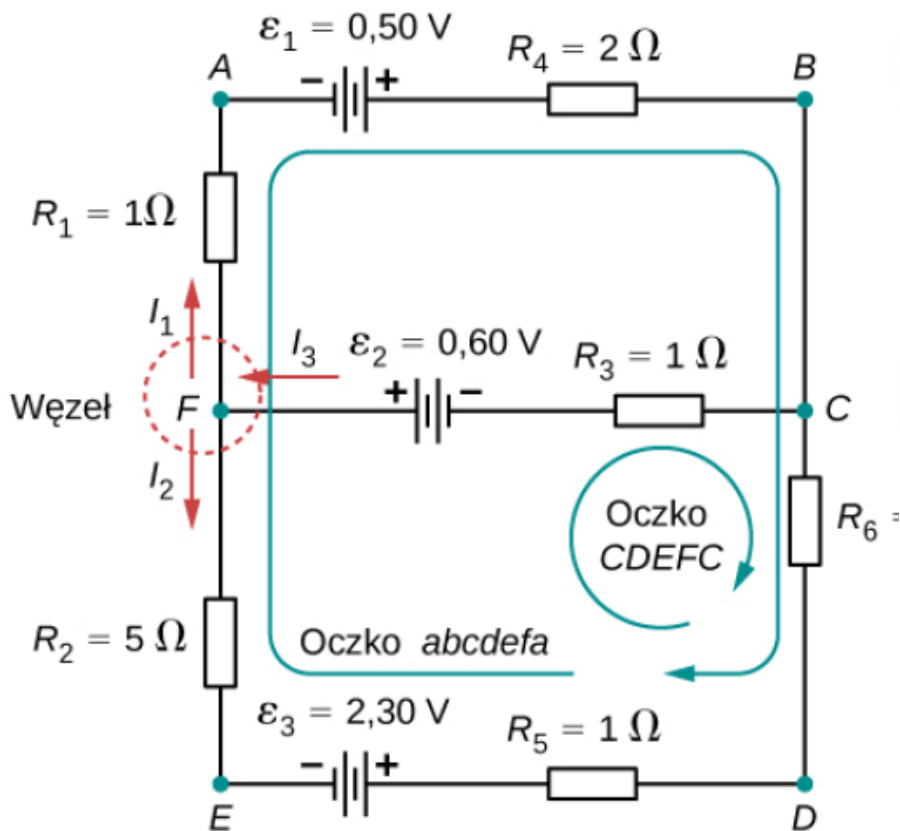 ε₁ = 0,50 V
A
R₄ = 2 Ω
B
− +
R₁ = 1Ω
I₁
I₃
ε₂ = 0,60 V
R₃ = 1 Ω
+ −
Węzeł
F
C
I₂
Oczko
CDEFC
R₆ =
R₂ = 5 Ω
Oczko abcdefa
ε₃ = 2,30 V
R₅ = 1 Ω
− +
E
D